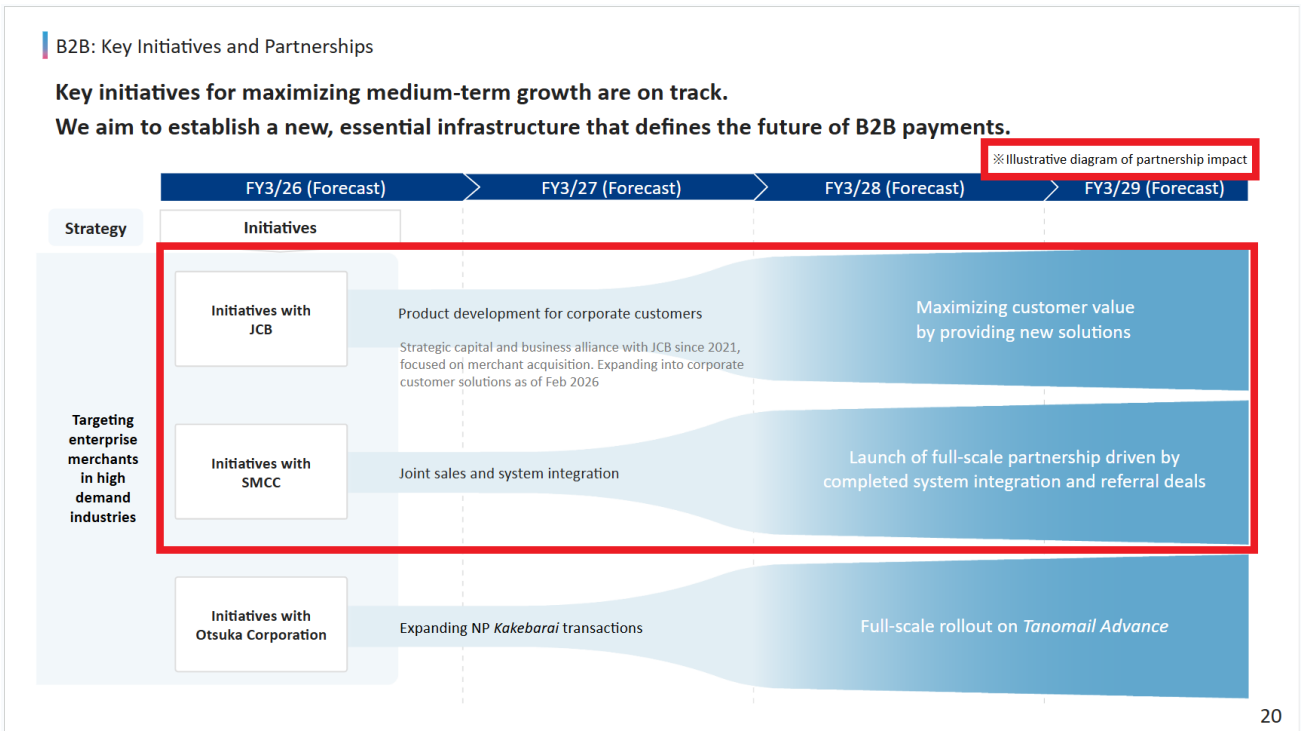 B2B: Key Initiatives and Partnerships
Key initiatives for maximizing medium-term growth are on track.
We aim to establish a new, essential infrastructure that defines the future of B2B payments.
※Illustrative diagram of partnership impact
FY3/26 (Forecast)
FY3/27 (Forecast)
FY3/28 (Forecast)
FY3/29 (Forecast)
Strategy
Initiatives
Targeting
enterprise
merchants
in high
demand
industries
Initiatives with
JCB
Product development for corporate customers
Strategic capital and business alliance with JCB since 2021,
focused on merchant acquisition. Expanding into corporate
customer solutions as of Feb 2026
Maximizing customer value
by providing new solutions
Initiatives with
SMCC
Joint sales and system integration
Launch of full-scale partnership driven by
completed system integration and referral deals
Initiatives with
Otsuka Corporation
Expanding NP Kakebarai transactions
Full-scale rollout on Tanomail Advance
20